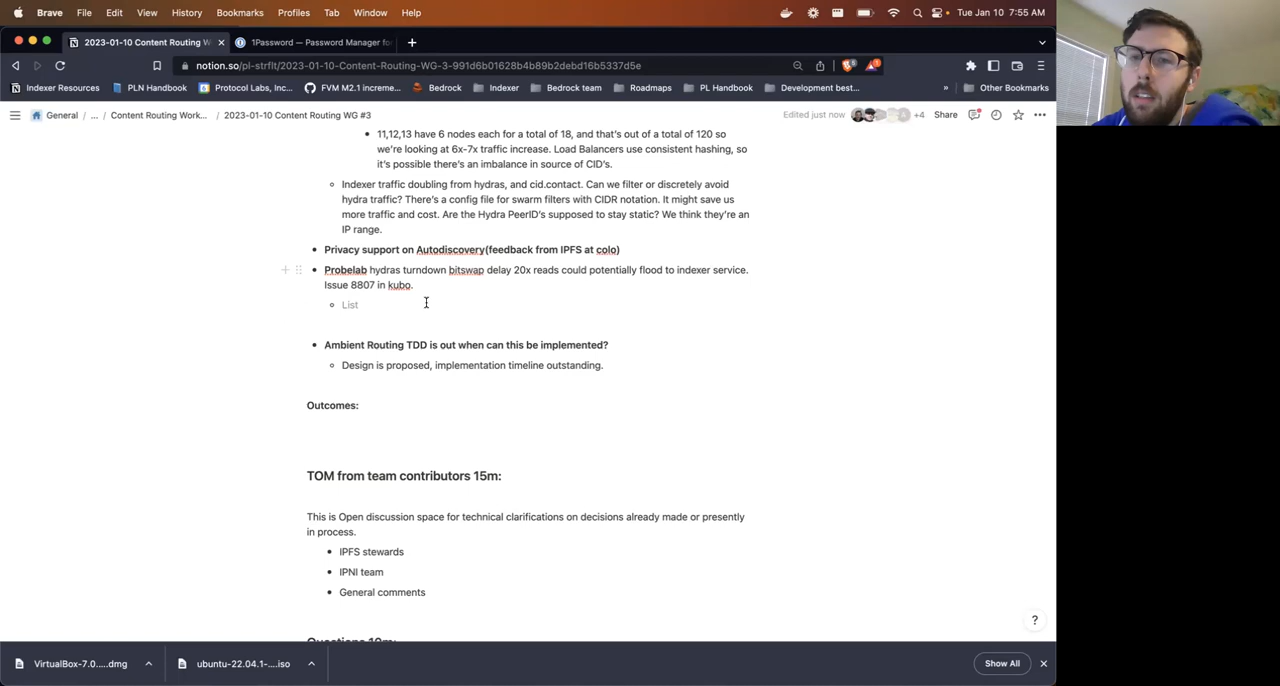 Brave File Edit View History Bookmarks Profiles Tab Window Help Tue Jan 10 7:55 AM
2023-01-10 Content Routing W 1Password — Password Manager for
notion.so/pl-strflt/2023-01-10-Content-Routing-WG-3-991d6b01628b4b89b2debd16b5337d5e
Indexer Resources PLN Handbook Protocol Labs, Inc... FVM M2.1 increme... Bedrock Indexer Bedrock team Roadmaps PL Handbook Development best... » Other Bookmarks
General / ... / Content Routing Work... / 2023-01-10 Content Routing WG #3 Edited just now +4 Share
11,12,13 have 6 nodes each for a total of 18, and that's out of a total of 120 so
we're looking at 6x-7x traffic increase. Load Balancers use consistent hashing, so
it's possible there's an imbalance in source of CID's.
Indexer traffic doubling from hydras, and cid.contact. Can we filter or discretely avoid
hydra traffic? There's a config file for swarm filters with CIDR notation. It might save us
more traffic and cost. Are the Hydra PeerID's supposed to stay static? We think they're an
IP range.
Privacy support on Autodiscovery(feedback from IPFS at colo)
Probelab hydras turndown bitswap delay 20x reads could potentially flood to indexer service.
Issue 8807 in kubo.
List
Ambient Routing TDD is out when can this be implemented?
Design is proposed, implementation timeline outstanding.
Outcomes:
TOM from team contributors 15m:
This is Open discussion space for technical clarifications on decisions already made or presently
in process.
IPFS stewards
IPNI team
General comments
Questions 10m:
?
VirtualBox-7.0.....dmg ubuntu-22.04.1-....iso Show All